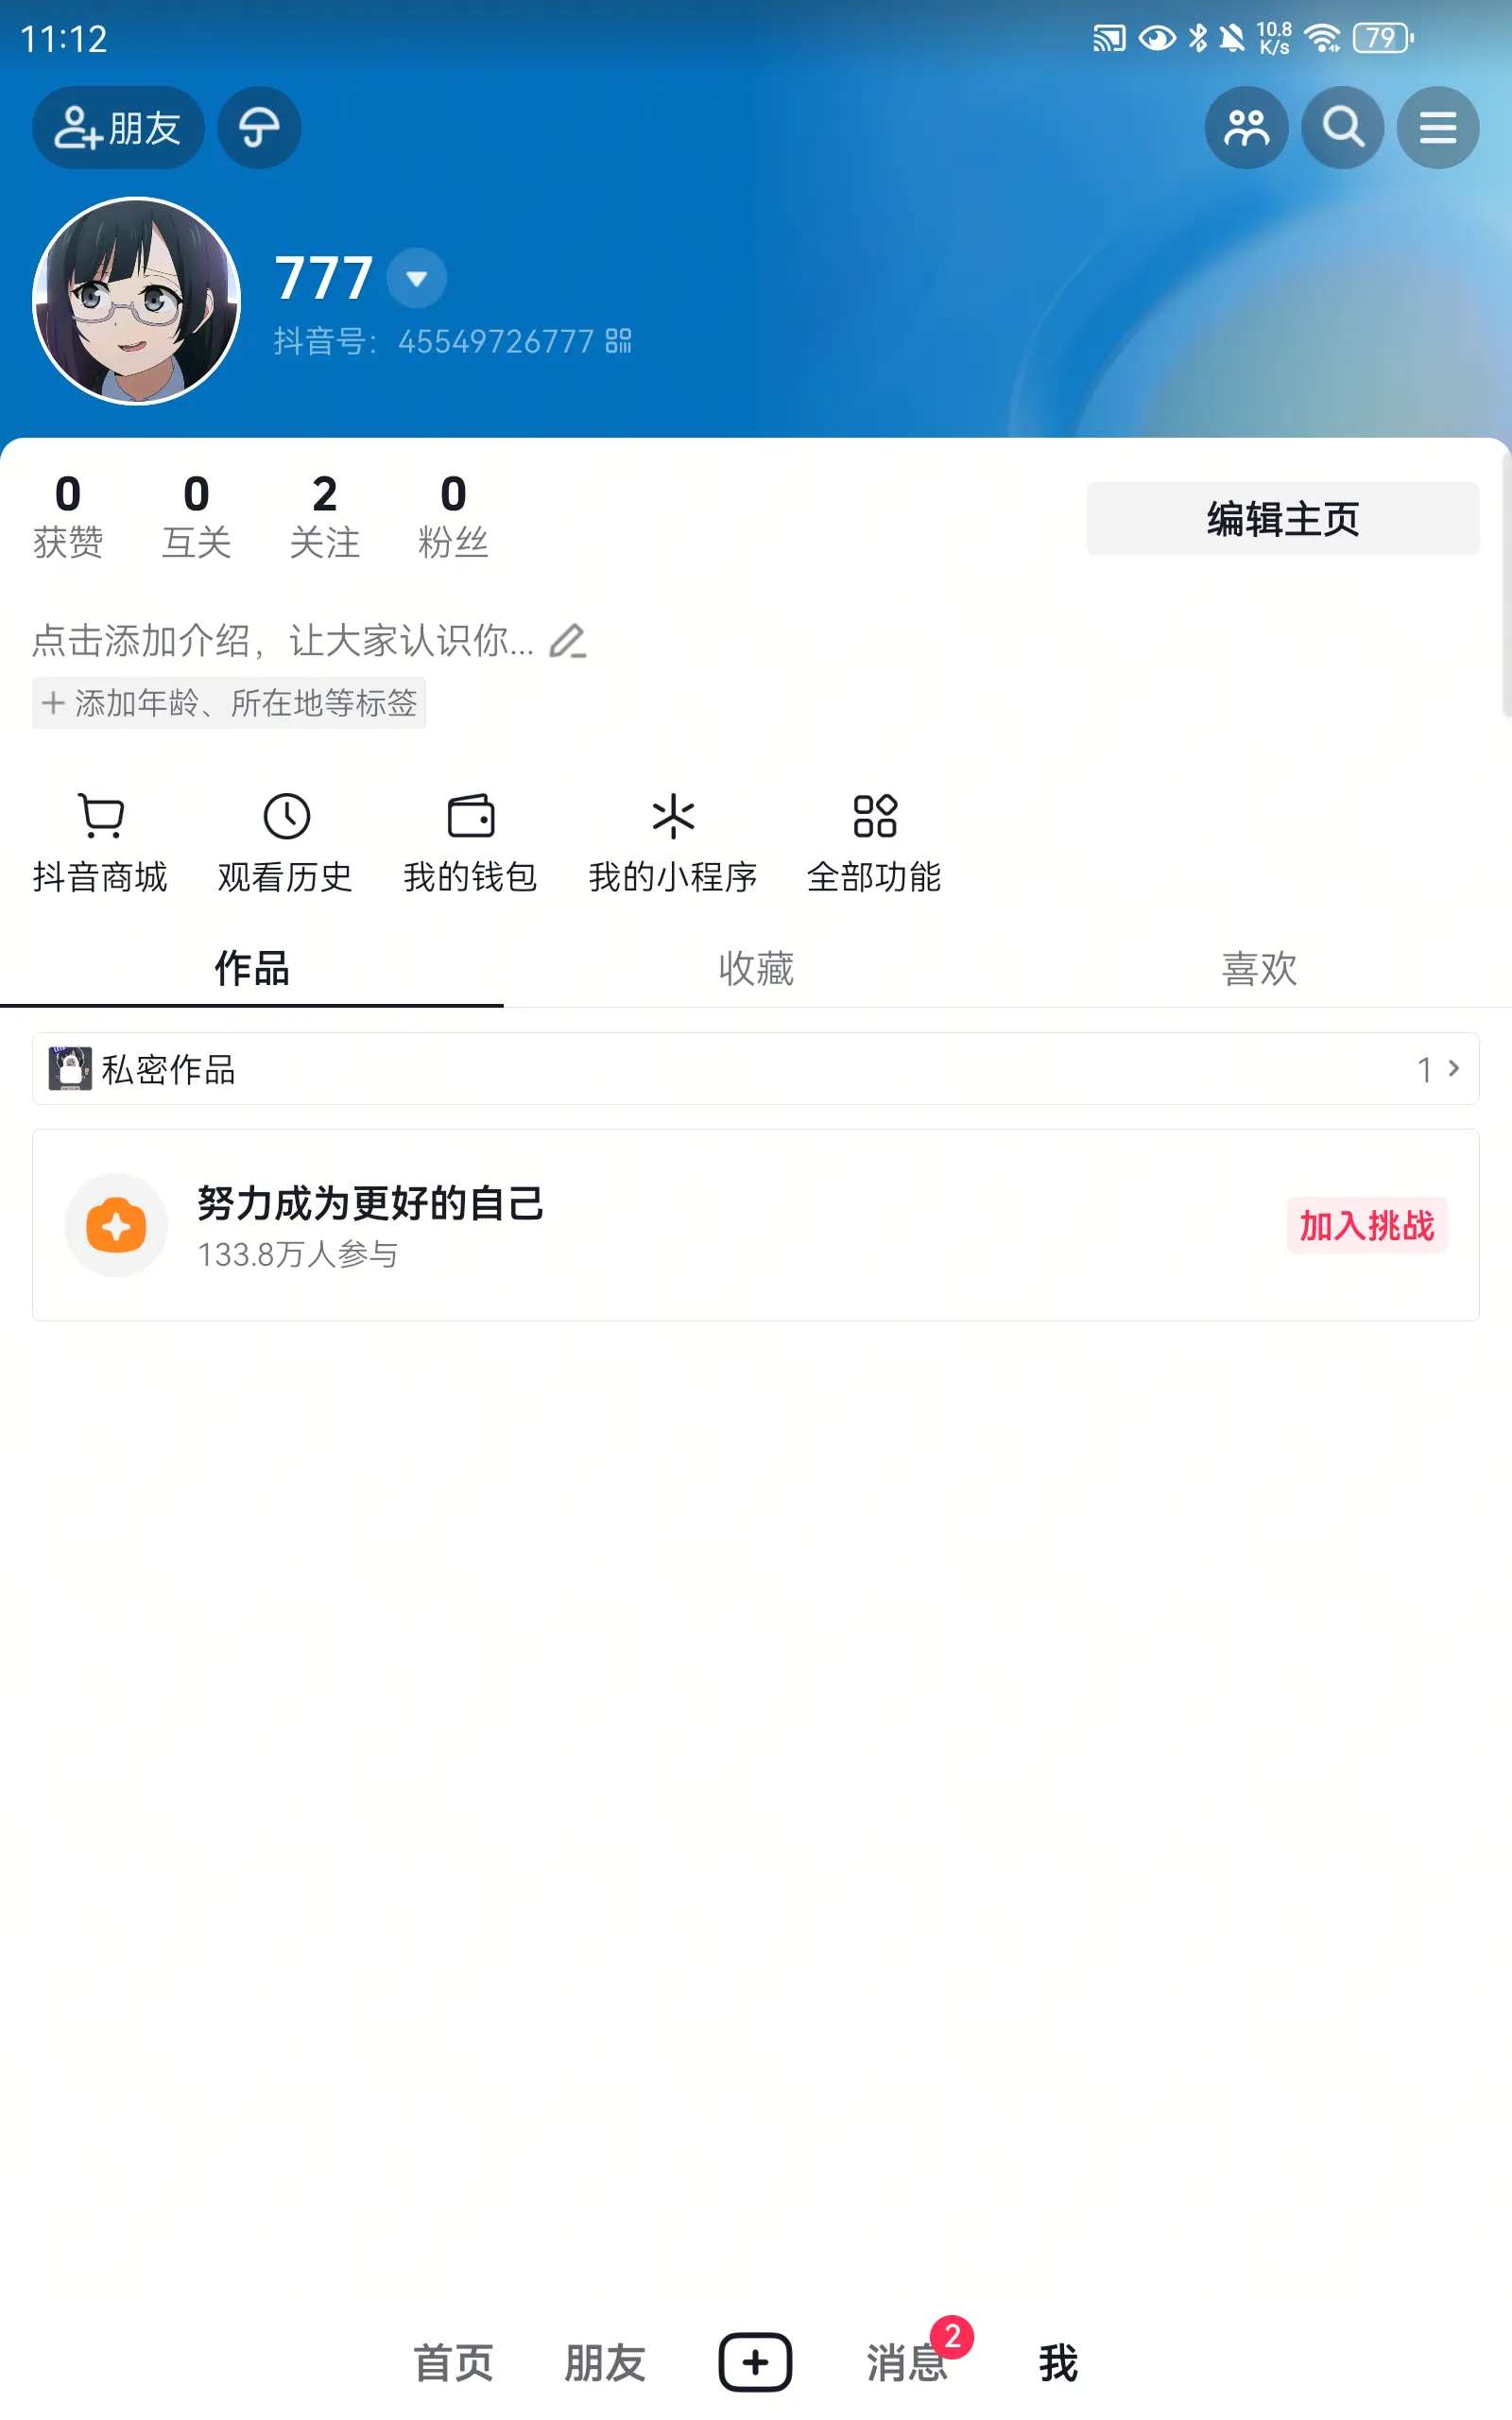 11:12
10.8
K/s
79
朋友
777
抖音号：45549726777
0
获赞
0
互关
2
关注
0
粉丝
编辑主页
点击添加介绍，让大家认识你...
+ 添加年龄、所在地等标签
抖音商城
观看历史
我的钱包
我的小程序
全部功能
作品
收藏
喜欢
私密作品
1
努力成为更好的自己
133.8万人参与
加入挑战
首页
朋友
消息
2
我